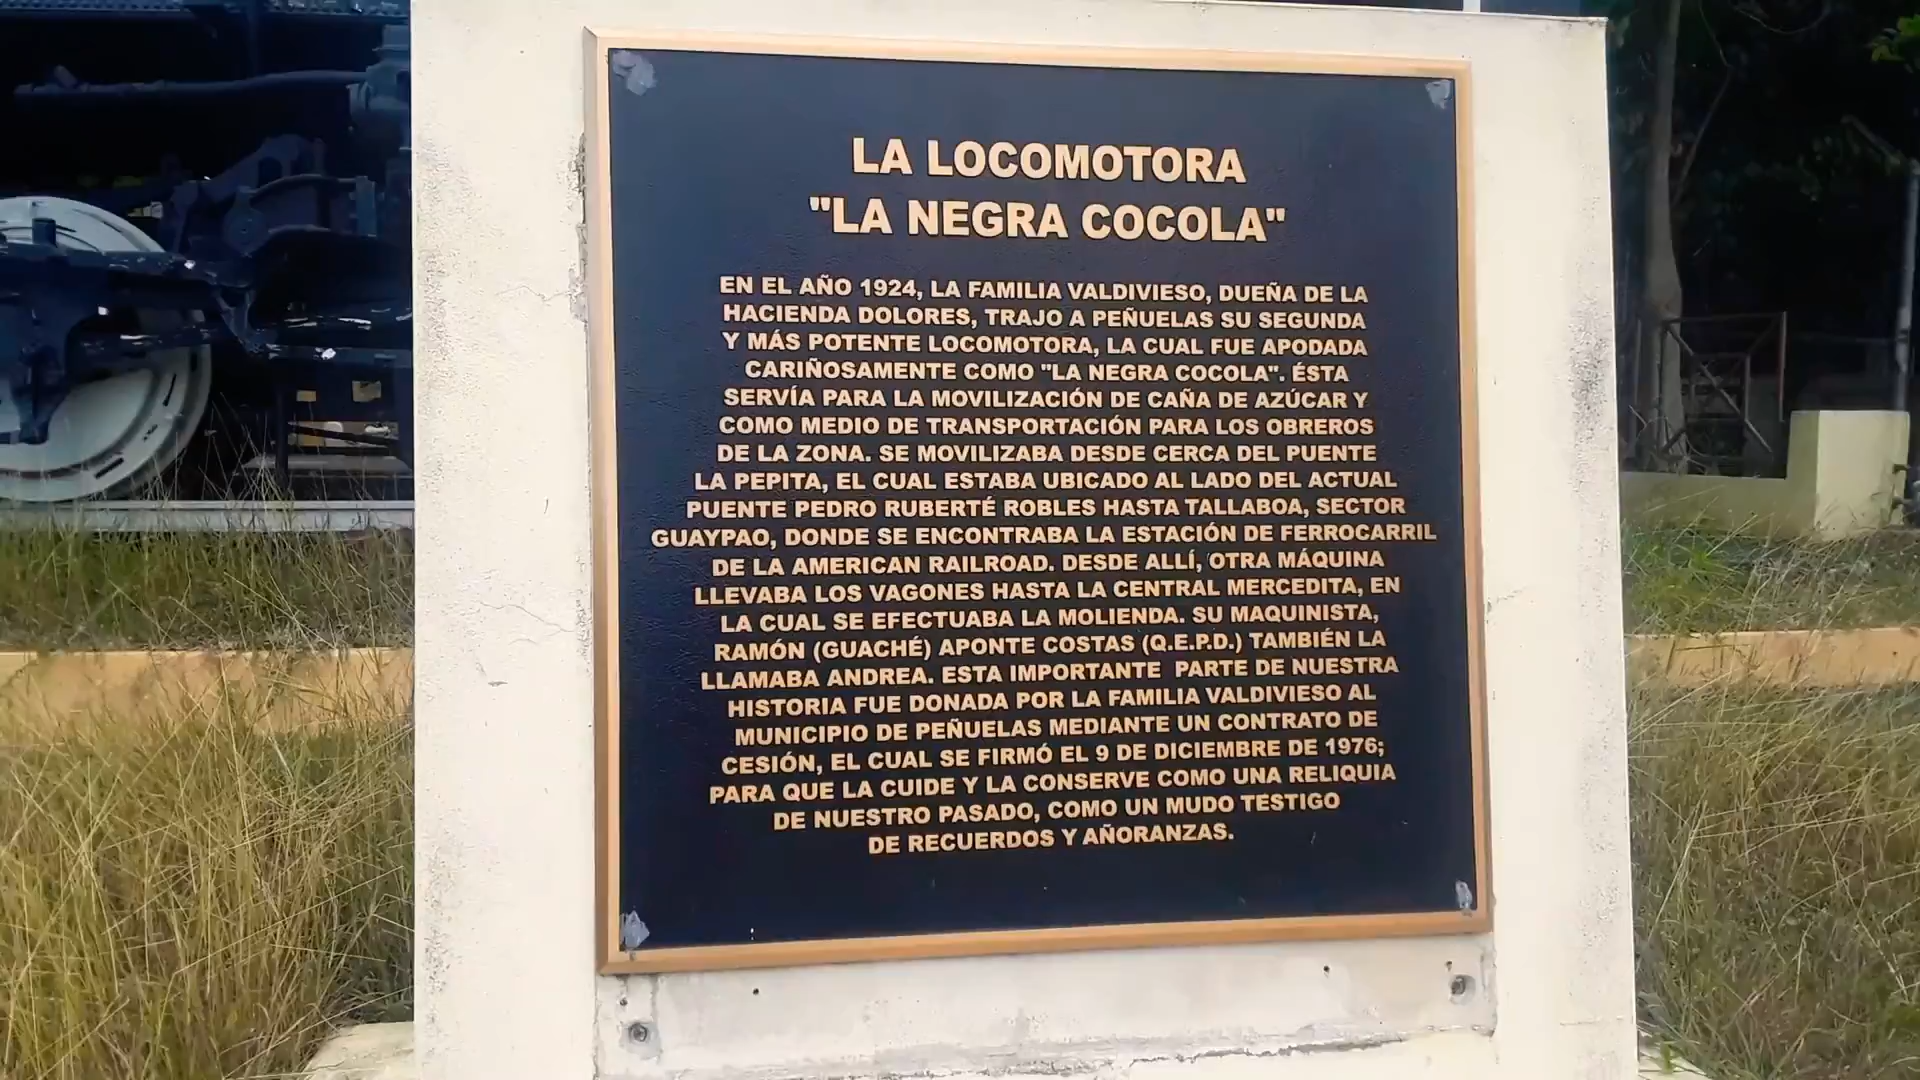 LA LOCOMOTORA
"LA NEGRA COCOLA"
EN EL AÑO 1924, LA FAMILIA VALDIVIESO, DUEÑA DE LA
HACIENDA DOLORES, TRAJO A PEÑUELAS SU SEGUNDA
Y MÁS POTENTE LOCOMOTORA, LA CUAL FUE APODADA
CARIÑOSAMENTE COMO "LA NEGRA COCOLA". ÉSTA
SERVÍA PARA LA MOVILIZACIÓN DE CAÑA DE AZÚCAR Y
COMO MEDIO DE TRANSPORTACIÓN PARA LOS OBREROS
DE LA ZONA. SE MOVILIZABA DESDE CERCA DEL PUENTE
LA PEPITA, EL CUAL ESTABA UBICADO AL LADO DEL ACTUAL
PUENTE PEDRO RUBERTÉ ROBLES HASTA TALLABOA, SECTOR
GUAYPAO, DONDE SE ENCONTRABA LA ESTACIÓN DE FERROCARRIL
DE LA AMERICAN RAILROAD. DESDE ALLÍ, OTRA MÁQUINA
LLEVABA LOS VAGONES HASTA LA CENTRAL MERCEDITA, EN
LA CUAL SE EFECTUABA LA MOLIENDA. SU MAQUINISTA,
RAMÓN (GUACHÉ) APONTE COSTAS (Q.E.P.D.) TAMBIÉN LA
LLAMABA ANDREA. ESTA IMPORTANTE PARTE DE NUESTRA
HISTORIA FUE DONADA POR LA FAMILIA VALDIVIESO AL
MUNICIPIO DE PEÑUELAS MEDIANTE UN CONTRATO DE
CESIÓN, EL CUAL SE FIRMÓ EL 9 DE DICIEMBRE DE 1976;
PARA QUE LA CUIDE Y LA CONSERVE COMO UNA RELIQUIA
DE NUESTRO PASADO, COMO UN MUDO TESTIGO
DE RECUERDOS Y AÑORANZAS.